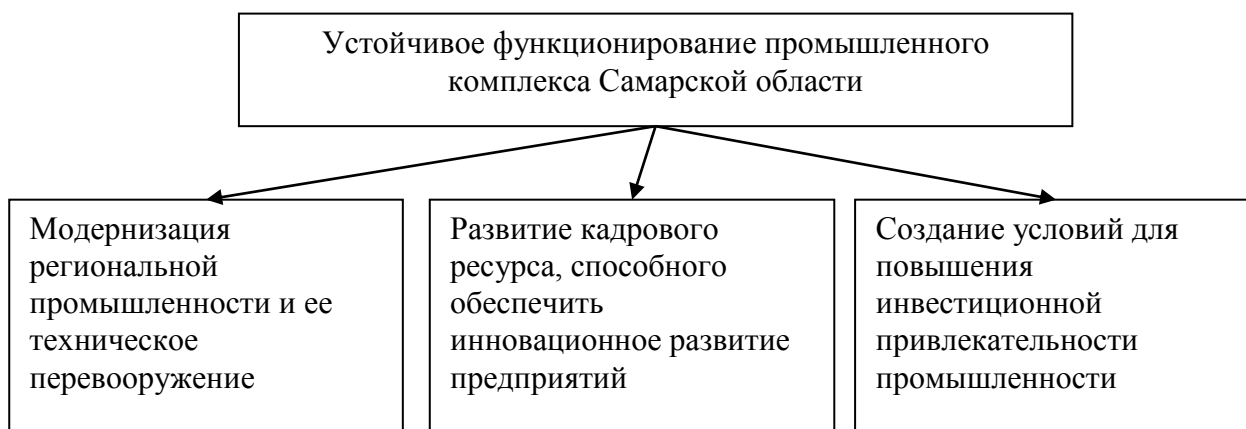 Устойчивое функционирование промышленного
комплекса Самарской области
Модернизация
региональной
промышленности и ее
техническое
перевооружение
Развитие кадрового
ресурса, способного
обеспечить
инновационное развитие
предприятий
Создание условий для
повышения
инвестиционной
привлекательности
промышленности